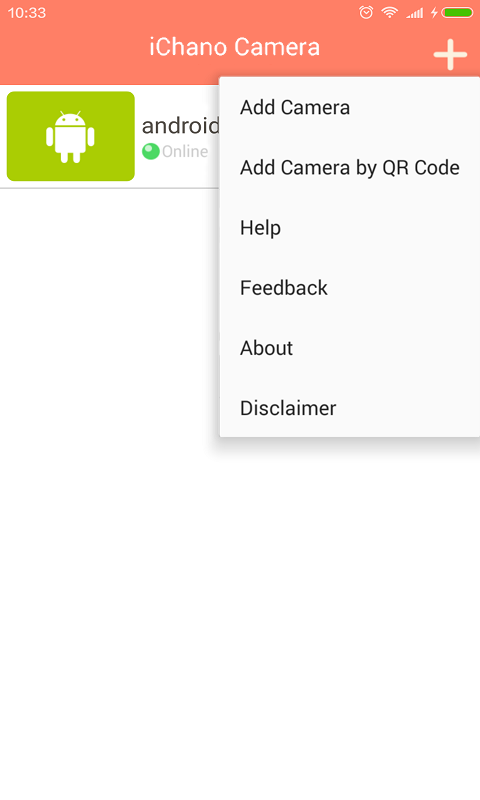 10:33
iChano Camera
android
Online
Add Camera
Add Camera by QR Code
Help
Feedback
About
Disclaimer